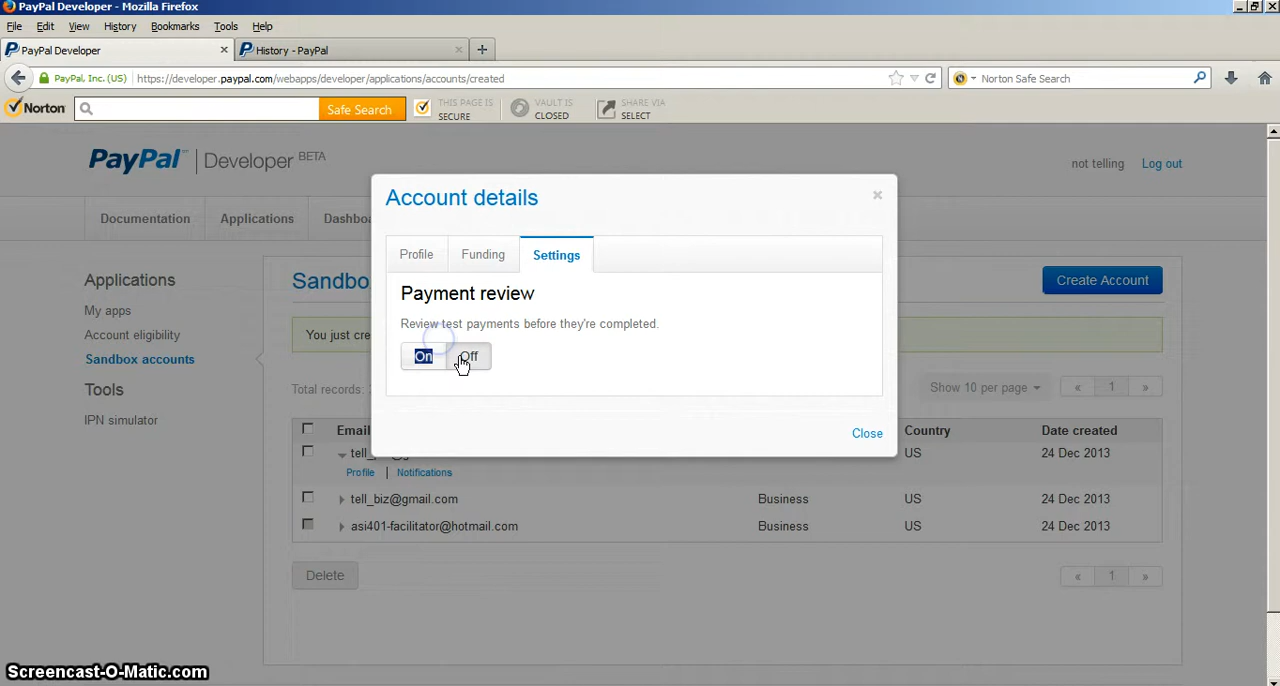 PayPal Developer - Mozilla Firefox
File Edit View History Bookmarks Tools Help
PayPal Developer × History - PayPal × +
PayPal, Inc. (US) https://developer.paypal.com/webapps/developer/applications/accounts/created Norton Safe Search
Norton Safe Search THIS PAGE IS SECURE VAULT IS CLOSED SHARE VIA SELECT
PayPal Developer BETA not telling Log out
Documentation Applications
Account details ×
Profile Funding Settings
Applications
My apps
Account eligibility
Sandbox accounts
Tools
IPN simulator
Create Account
You just cre
Payment review
Review test payments before they're completed.
On Off
Total records: Show 10 per page « 1 »
Close
Country Date created
US 24 Dec 2013
Profile | Notifications
tell_biz@gmail.com Business US 24 Dec 2013
asi401-facilitator@hotmail.com Business US 24 Dec 2013
Delete « 1 »
Screencast-O-Matic.com